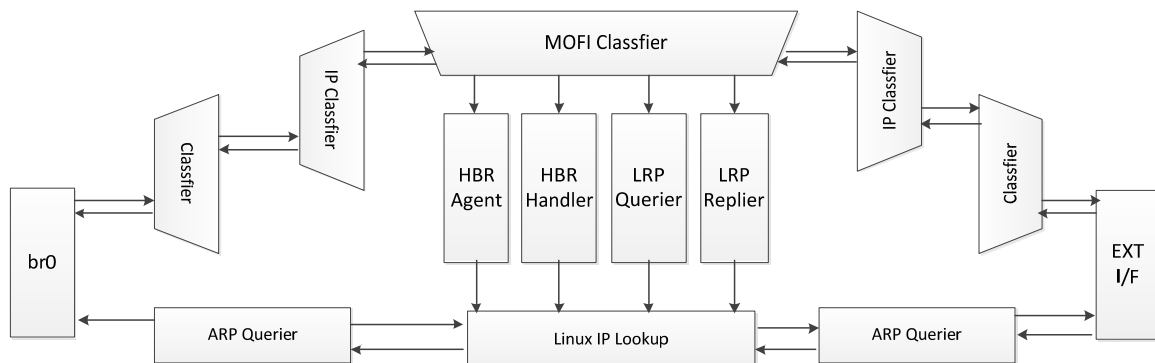 MOFI Classfier
IP Classfier
IP Classfier
Classfier
Classfier
HBR
Agent
HBR
Handler
LRP
Querier
LRP
Replier
br0
EXT
I/F
ARP Querier
Linux IP Lookup
ARP Querier